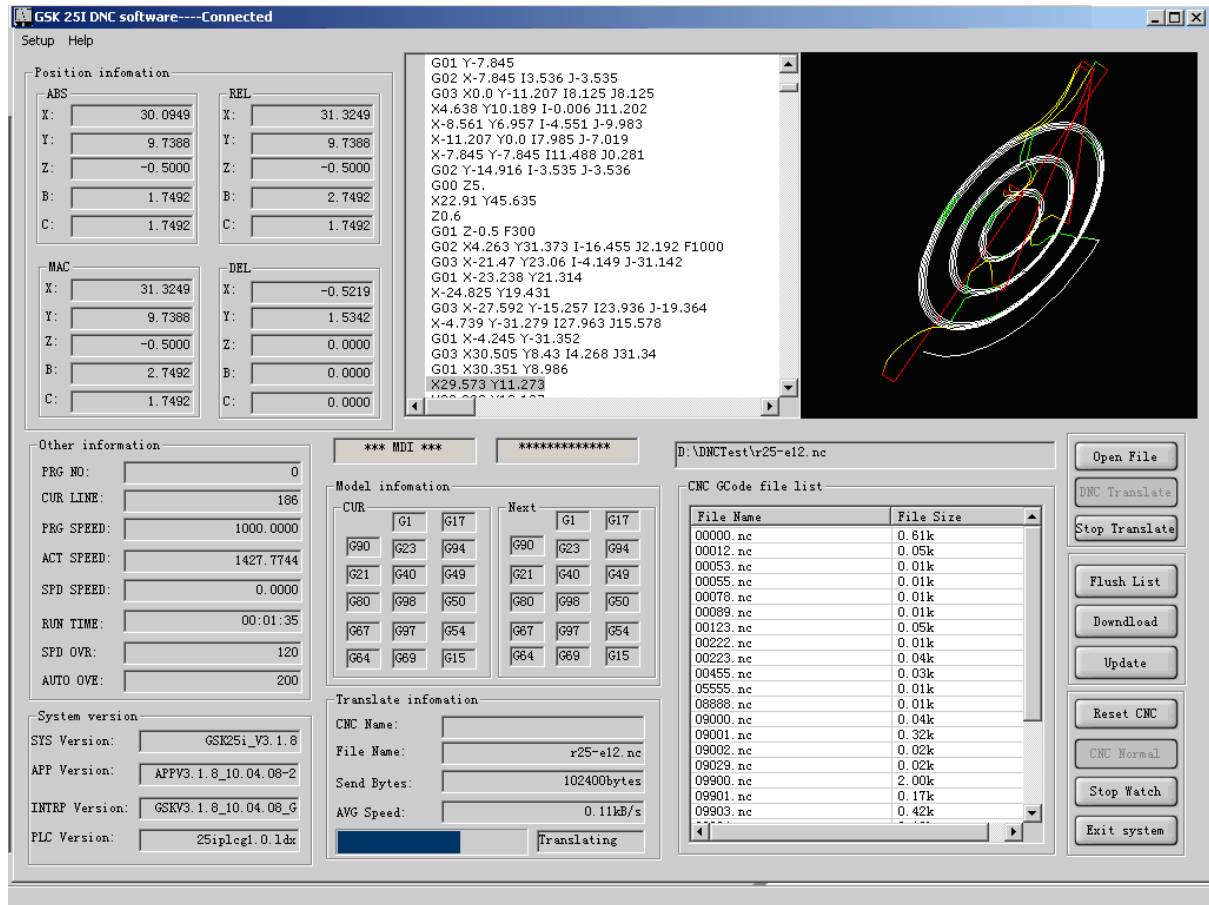 GSK 25I DNC software----Connected
Setup Help
Position infomation
ABS
X: 30.0949
Y: 9.7388
Z: -0.5000
B: 1.7492
C: 1.7492
REL
X: 31.3249
Y: 9.7388
Z: -0.5000
B: 2.7492
C: 1.7492
MAC
X: 31.3249
Y: 9.7388
Z: -0.5000
B: 2.7492
C: 1.7492
DEL
X: -0.5219
Y: 1.5342
Z: 0.0000
B: 0.0000
C: 0.0000
G01 Y-7.845
G02 X-7.845 I3.536 J-3.535
G03 X0.0 Y-11.207 I8.125 J8.125
X4.638 Y10.189 I-0.006 J11.202
X-8.561 Y6.957 I-4.551 J-9.983
X-11.207 Y0.0 I7.985 J-7.019
X-7.845 Y-7.845 I11.488 J0.281
G02 Y-14.916 I-3.535 J-3.536
G00 Z5.
X22.91 Y45.635
Z0.6
G01 Z-0.5 F300
G02 X4.263 Y31.373 I-16.455 J2.192 F1000
G03 X-21.47 Y23.06 I-4.149 J-31.142
G01 X-23.238 Y21.314
X-24.825 Y19.431
G03 X-27.592 Y-15.257 I23.936 J-19.364
X-4.739 Y-31.279 I27.963 J15.578
G01 X-4.245 Y-31.352
G03 X30.505 Y8.43 I4.268 J31.34
G01 X30.351 Y8.986
X29.573 Y11.273
Other information
PRG NO: 0
CUR LINE: 186
PRG SPEED: 1000.0000
ACT SPEED: 1427.7744
SPD SPEED: 0.0000
RUN TIME: 00:01:35
SPD OVR: 120
AUTO OVE: 200
System version
SYS Version: GSK25i_V3.1.8
APP Version: APPV3.1.8_10.04.08-2
INTRP Version: GSKV3.1.8_10.04.08_G
PLC Version: 25iplcg1.0.ldx
*** MDI *** *************
Model infomation
CUR
G1 G17
G90 G23 G94
G21 G40 G49
G80 G98 G50
G67 G97 G54
G64 G69 G15
Next
G1 G17
G90 G23 G94
G21 G40 G49
G80 G98 G50
G67 G97 G54
G64 G69 G15
Translate infomation
CNC Name:
File Name: r25-e12.nc
Send Bytes: 102400bytes
AVG Speed: 0.11kB/s
Translating
D:\DNCTest\r25-e12.nc
CNC GCode file list
File Name File Size
00000.nc 0.61k
00012.nc 0.05k
00053.nc 0.01k
00055.nc 0.01k
00078.nc 0.01k
00089.nc 0.01k
00123.nc 0.05k
00222.nc 0.01k
00223.nc 0.04k
00455.nc 0.03k
05555.nc 0.01k
08888.nc 0.01k
09000.nc 0.04k
09001.nc 0.32k
09002.nc 0.02k
09029.nc 0.02k
09900.nc 2.00k
09901.nc 0.17k
09903.nc 0.42k
Open File
DNC Translate
Stop Translate
Flush List
Downdload
Update
Reset CNC
CNC Normal
Stop Watch
Exit system